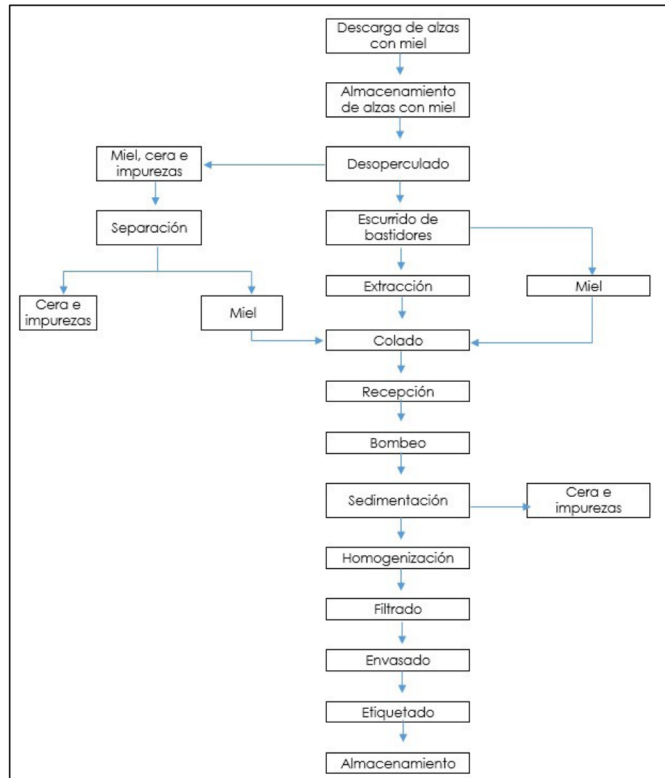 Descarga de alzas
con miel
Almacenamiento
de alzas con miel
Miel, cera e
impurezas
Desoperculado
Separación
Escurrido de
bastidores
Cera e
impurezas
Miel
Extracción
Miel
Colado
Recepción
Bombeo
Sedimentación
Cera e
impurezas
Homogenización
Filtrado
Envasado
Etiquetado
Almacenamiento